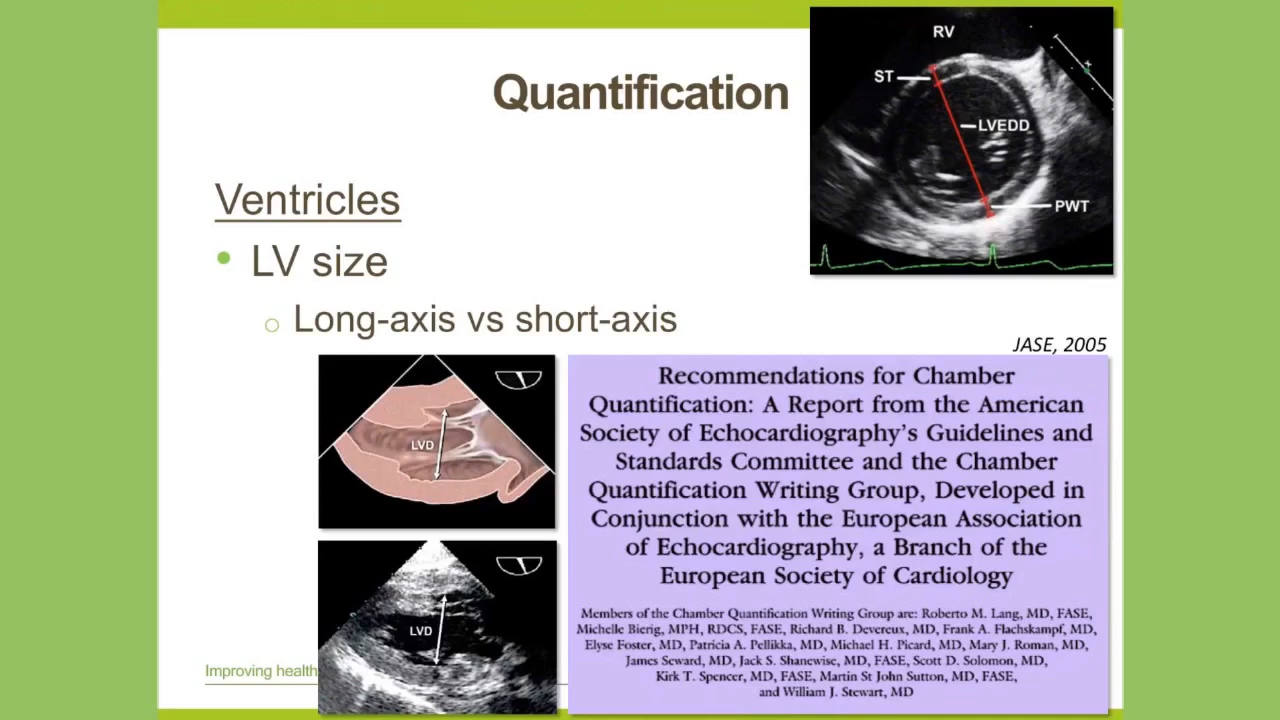 Quantification
RV
ST
LVEDD
PWT
Ventricles
• LV size
o Long-axis vs short-axis
JASE, 2005
LVD
LVD
Recommendations for Chamber
Quantification: A Report from the American
Society of Echocardiography's Guidelines and
Standards Committee and the Chamber
Quantification Writing Group, Developed in
Conjunction with the European Association
of Echocardiography, a Branch of the
European Society of Cardiology
Members of the Chamber Quantification Writing Group are: Roberto M. Lang, MD, FASE,
Michelle Bierig, MPH, RDCS, FASE, Richard B. Devereux, MD, Frank A. Flachskampf, MD,
Elyse Foster, MD, Patricia A. Pellikka, MD, Michael H. Picard, MD, Mary J. Roman, MD,
James Seward, MD, Jack S. Shanewise, MD, FASE, Scott D. Solomon, MD,
Kirk T. Spencer, MD, FASE, Martin St John Sutton, MD, FASE,
and William J. Stewart, MD
Improving health